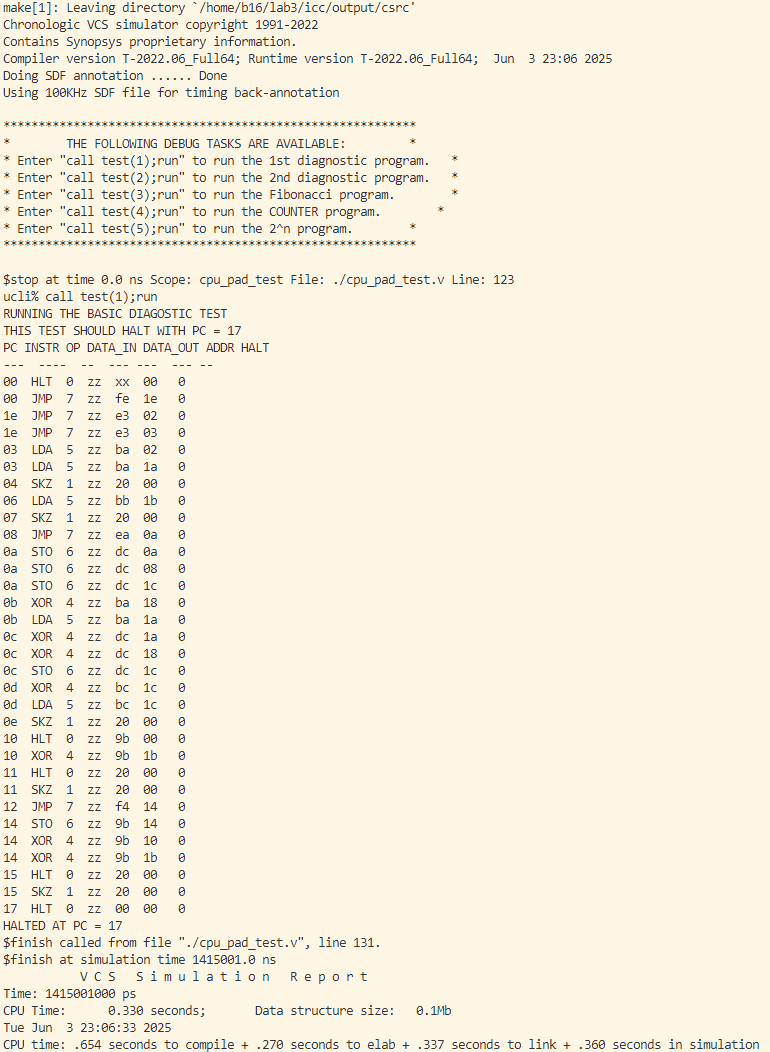 make[1]: Leaving directory `/home/b16/lab3/icc/output/csrc'
Chronologic VCS simulator copyright 1991-2022
Contains Synopsys proprietary information.
Compiler version T-2022.06_Full64; Runtime version T-2022.06_Full64;  Jun  3 23:06 2025
Doing SDF annotation ...... Done
Using 100KHz SDF file for timing back-annotation
***********************************************************
*        THE FOLLOWING DEBUG TASKS ARE AVAILABLE:         *
* Enter "call test(1);run" to run the 1st diagnostic program.   *
* Enter "call test(2);run" to run the 2nd diagnostic program.   *
* Enter "call test(3);run" to run the Fibonacci program.        *
* Enter "call test(4);run" to run the COUNTER program.        *
* Enter "call test(5);run" to run the 2^n program.        *
***********************************************************
$stop at time 0.0 ns Scope: cpu_pad_test File: ./cpu_pad_test.v Line: 123
ucli% call test(1);run
RUNNING THE BASIC DIAGOSTIC TEST
THIS TEST SHOULD HALT WITH PC = 17
PC INSTR OP DATA_IN DATA_OUT ADDR HALT
---  ----  --  --- ---  --- --
00  HLT  0  zz  xx  00   0
00  JMP  7  zz  fe  1e   0
1e  JMP  7  zz  e3  02   0
1e  JMP  7  zz  e3  03   0
03  LDA  5  zz  ba  02   0
03  LDA  5  zz  ba  1a   0
04  SKZ  1  zz  20  00   0
06  LDA  5  zz  bb  1b   0
07  SKZ  1  zz  20  00   0
08  JMP  7  zz  ea  0a   0
0a  STO  6  zz  dc  0a   0
0a  STO  6  zz  dc  08   0
0a  STO  6  zz  dc  1c   0
0b  XOR  4  zz  ba  18   0
0b  LDA  5  zz  ba  1a   0
0c  XOR  4  zz  dc  1a   0
0c  XOR  4  zz  dc  18   0
0c  STO  6  zz  dc  1c   0
0d  XOR  4  zz  bc  1c   0
0d  LDA  5  zz  bc  1c   0
0e  SKZ  1  zz  20  00   0
10  HLT  0  zz  9b  00   0
10  XOR  4  zz  9b  1b   0
11  HLT  0  zz  20  00   0
11  SKZ  1  zz  20  00   0
12  JMP  7  zz  f4  14   0
14  STO  6  zz  9b  14   0
14  XOR  4  zz  9b  10   0
14  XOR  4  zz  9b  1b   0
15  HLT  0  zz  20  00   0
15  SKZ  1  zz  20  00   0
17  HLT  0  zz  00  00   0
HALTED AT PC = 17
$finish called from file "./cpu_pad_test.v", line 131.
$finish at simulation time 1415001.0 ns
V C S   S i m u l a t i o n   R e p o r t
Time: 1415001000 ps
CPU Time:      0.330 seconds;       Data structure size:   0.1Mb
Tue Jun  3 23:06:33 2025
CPU time: .654 seconds to compile + .270 seconds to elab + .337 seconds to link + .360 seconds in simulation